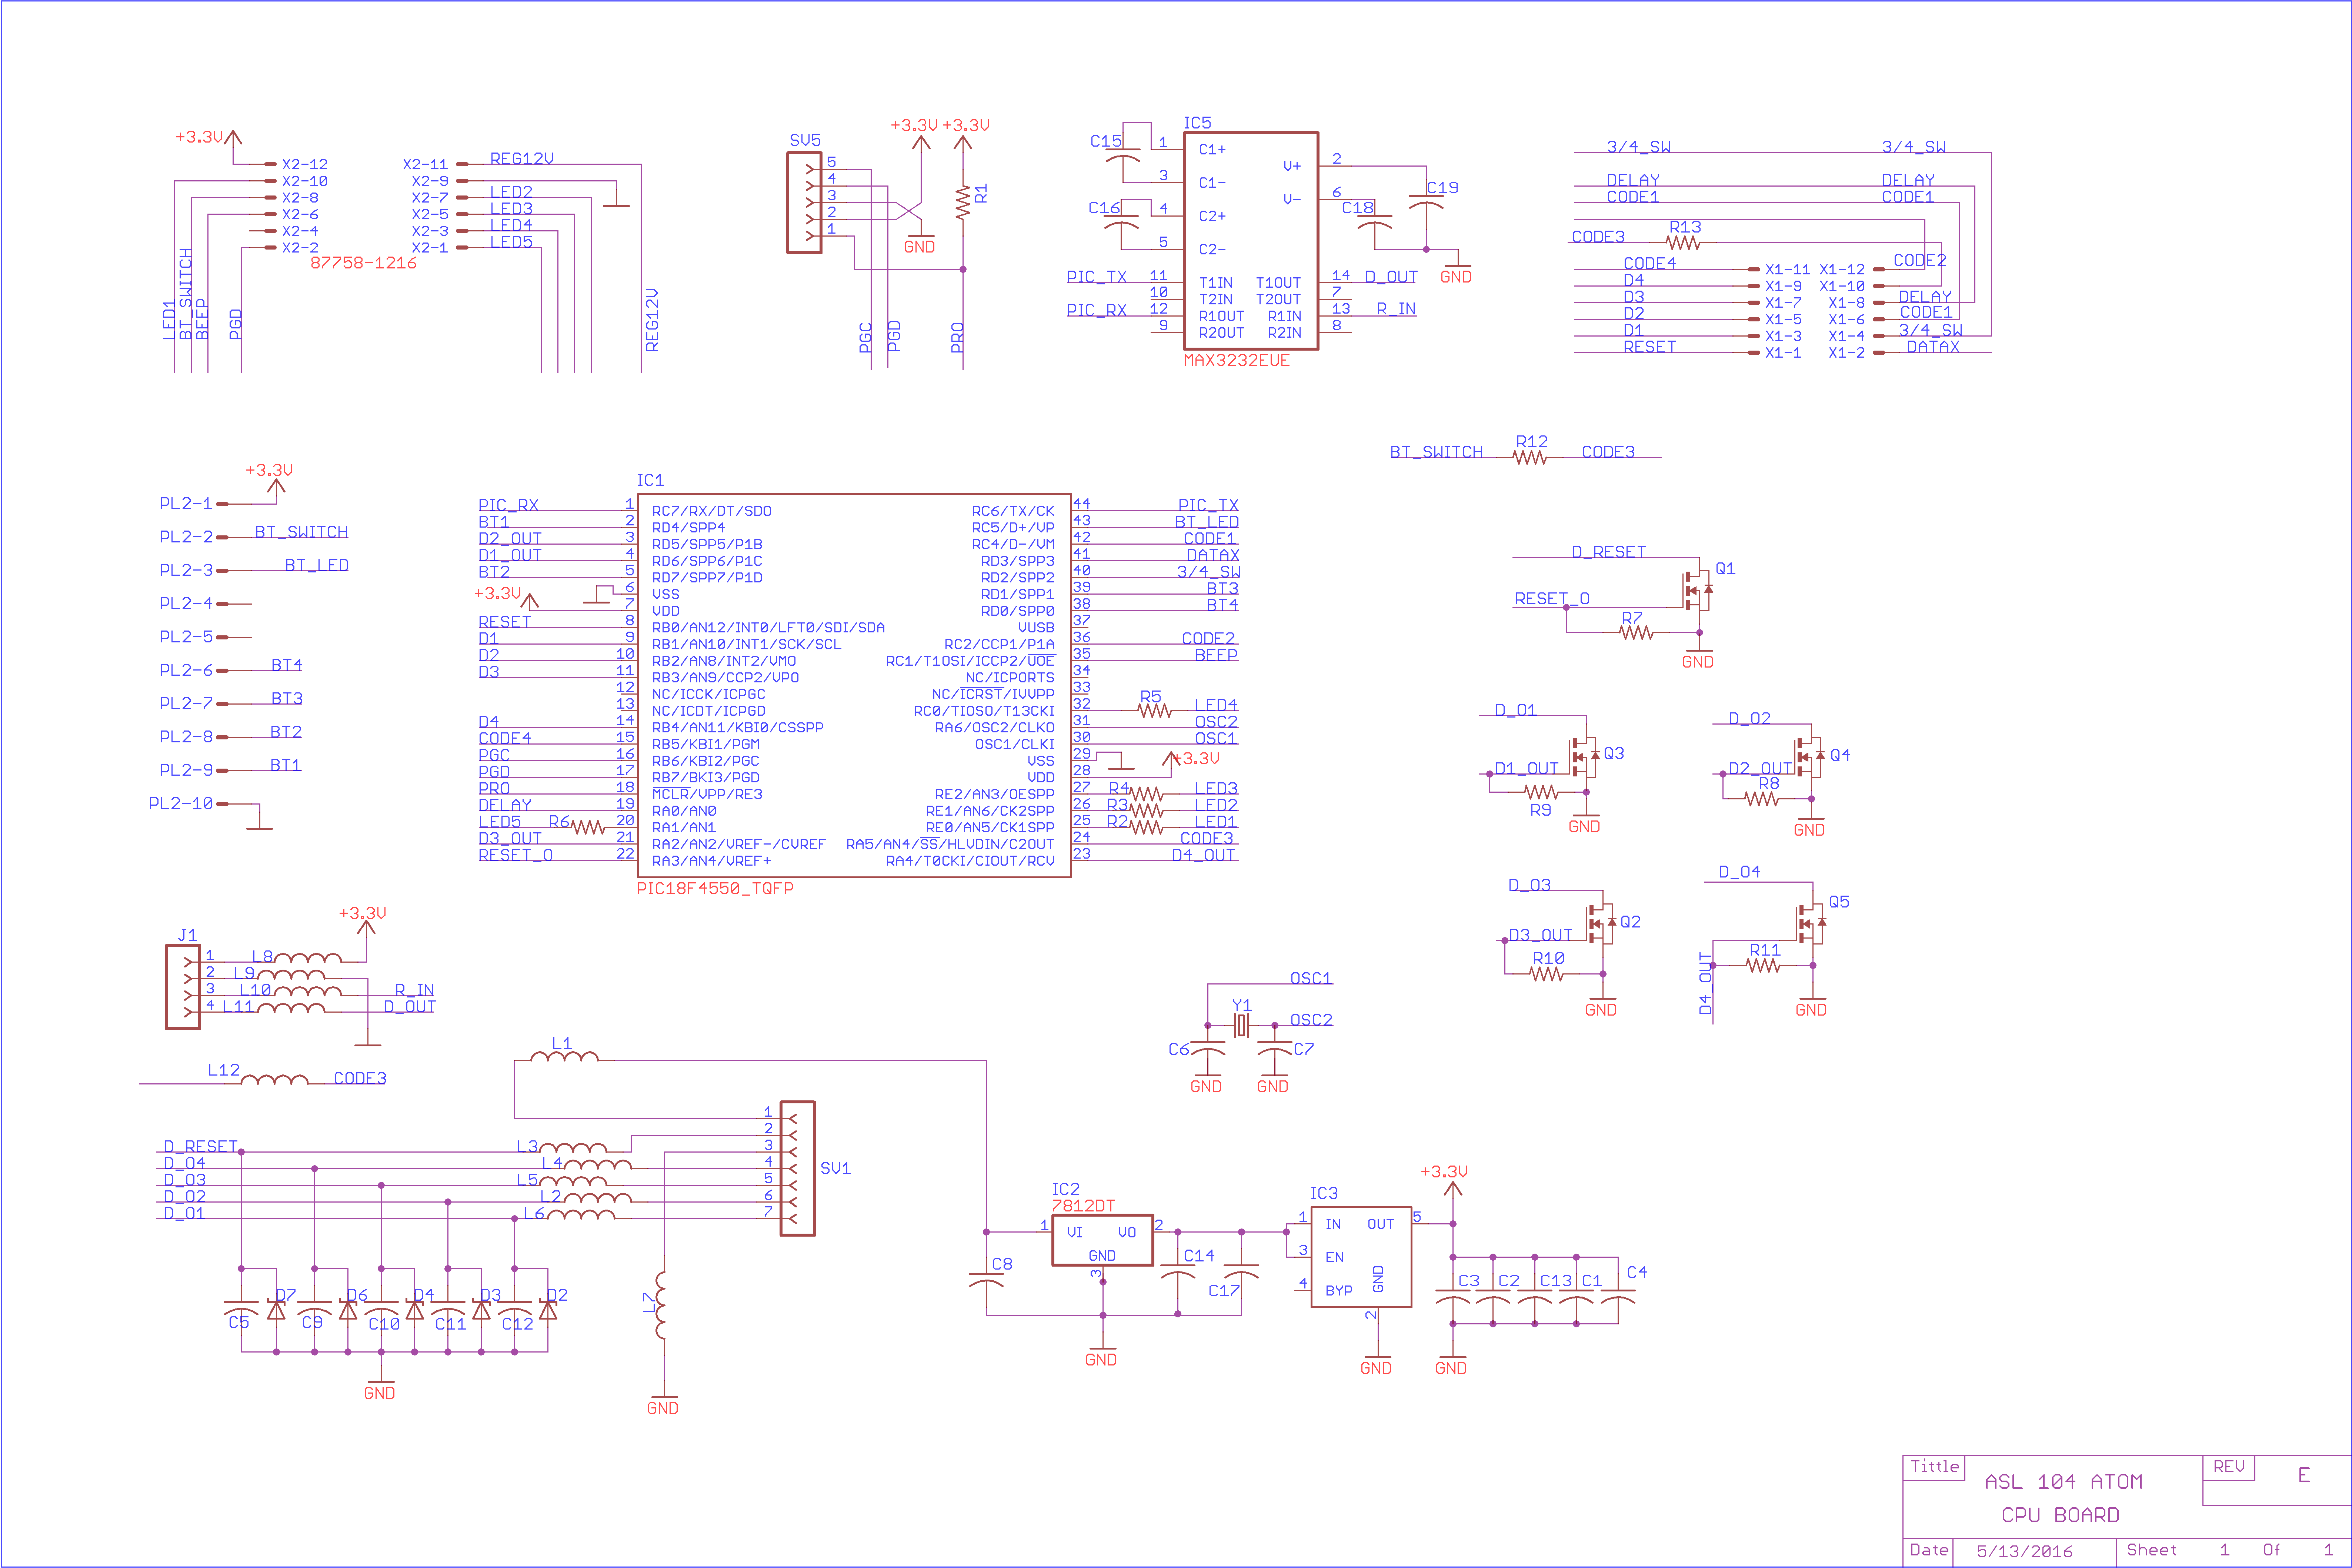 +3.3V
X2-12
X2-10
X2-8
X2-6
X2-4
X2-2
X2-11
X2-9
X2-7
X2-5
X2-3
X2-1
87758-1216
REG12V
LED2
LED3
LED4
LED5
LED1
BT_SWITCH
BEEP
PGD
REG12V
SV5
5
4
3
2
1
+3.3V
+3.3V
R1
GND
PGC
PGD
PRO
IC5
C15
C16
1
3
4
5
11
10
12
9
C1+
C1-
C2+
C2-
T1IN
T2IN
R1OUT
R2OUT
V+
V-
T1OUT
T2OUT
R1IN
R2IN
2
6
14
7
13
8
C19
C18
GND
PIC_TX
PIC_RX
D_OUT
R_IN
MAX3232EUE
3/4_SW
3/4_SW
DELAY
DELAY
CODE1
CODE1
R13
CODE3
CODE4
D4
D3
D2
D1
RESET
X1-11
X1-9
X1-7
X1-5
X1-3
X1-1
X1-12
X1-10
X1-8
X1-6
X1-4
X1-2
CODE2
DELAY
CODE1
3/4_SW
DATAX
BT_SWITCH
R12
CODE3
+3.3V
PL2-1
PL2-2
BT_SWITCH
PL2-3
BT_LED
PL2-4
PL2-5
PL2-6
BT4
PL2-7
BT3
PL2-8
BT2
PL2-9
BT1
PL2-10
IC1
PIC_RX 1 RC7/RX/DT/SDO
BT1 2 RD4/SPP4
D2_OUT 3 RD5/SPP5/P1B
D1_OUT 4 RD6/SPP6/P1C
BT2 5 RD7/SPP7/P1D
6 VSS
+3.3V 7 VDD
RESET 8 RB0/AN12/INT0/LFT0/SDI/SDA
D1 9 RB1/AN10/INT1/SCK/SCL
D2 10 RB2/AN8/INT2/VMO
D3 11 RB3/AN9/CCP2/VPO
12 NC/ICCK/ICPGC
13 NC/ICDT/ICPGD
D4 14 RB4/AN11/KBI0/CSSPP
CODE4 15 RB5/KBI1/PGM
PGC 16 RB6/KBI2/PGC
PGD 17 RB7/BKI3/PGD
PRO 18 MCLR/VPP/RE3
DELAY 19 RA0/AN0
LED5 R6 20 RA1/AN1
D3_OUT 21 RA2/AN2/VREF-/CVREF
RESET_O 22 RA3/AN4/VREF+
RC6/TX/CK 44 PIC_TX
RC5/D+/VP 43 BT_LED
RC4/D-/VM 42 CODE1
RD3/SPP3 41 DATAX
RD2/SPP2 40 3/4_SW
RD1/SPP1 39 BT3
RD0/SPP0 38 BT4
VUSB 37
RC2/CCP1/P1A 36 CODE2
RC1/T1OSI/ICCP2/UOE 35 BEEP
NC/ICPORTS 34
NC/ICRST/IVVPP 33
RC0/TIOSO/T13CKI 32 R5 LED4
RA6/OSC2/CLKO 31 OSC2
OSC1/CLKI 30 OSC1
VSS 29
VDD 28 +3.3V
RE2/AN3/OESPP 27 R4 LED3
RE1/AN6/CK2SPP 26 R3 LED2
RE0/AN5/CK1SPP 25 R2 LED1
RA5/AN4/SS/HLVDIN/C2OUT 24 CODE3
RA4/T0CKI/CIOUT/RCV 23 D4_OUT
PIC18F4550_TQFP
D_RESET
Q1
RESET_O
R7
GND
D_O1
Q3
D1_OUT
R9
GND
D_O2
Q4
D2_OUT
R8
GND
D_O3
Q2
D3_OUT
R10
GND
D_O4
Q5
R11
D4_OUT
GND
+3.3V
J1
1 L8
2 L9
3 L10 R_IN
4 L11 D_OUT
L12 CODE3
OSC1
Y1
OSC2
C6
C7
GND
GND
L1
D_RESET
D_O4
D_O3
D_O2
D_O1
L3
L4
L5
L2
L6
1
2
3
4
5
6
7
SV1
D7
D6
D4
D3
D2
C5
C9
C10
C11
C12
GND
L7
GND
IC2
7812DT
1
VI
VO
2
GND
3
C8
C14
C17
GND
IC3
1
3
4
IN
EN
BYP
OUT
5
GND
2
GND
+3.3V
C3
C2
C13
C1
C4
GND
Tittle
ASL 104 ATOM
CPU BOARD
REV
E
Date
5/13/2016
Sheet 1 Of 1